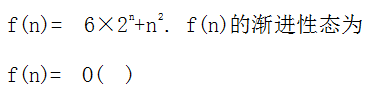 f(n)= 6×2ⁿ+n². f(n)的渐进性态为
f(n)= O( )